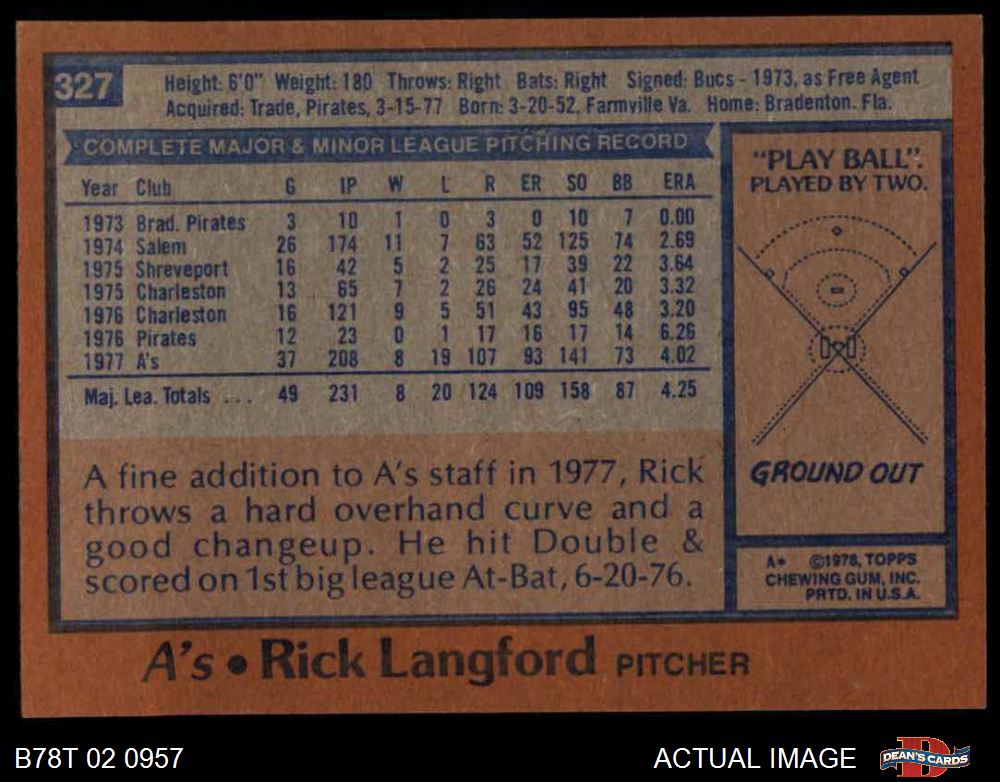 327
Height: 6'0" Weight: 180 Throws: Right Bats: Right Signed: Bucs - 1973, as Free Agent
Acquired: Trade, Pirates, 3-15-77 Born: 3-20-52, Farmville Va. Home: Bradenton. Fla.
COMPLETE MAJOR & MINOR LEAGUE PITCHING RECORD
Year Club G IP W L R ER SO BB ERA
1973 Brad. Pirates 3 10 1 0 3 0 10 7 0.00
1974 Salem 26 174 11 7 63 52 125 74 2.69
1975 Shreveport 16 42 5 2 25 17 39 22 3.64
1975 Charleston 13 65 7 2 26 24 41 20 3.32
1976 Charleston 16 121 9 5 51 43 95 48 3.20
1976 Pirates 12 23 0 1 17 16 17 14 6.26
1977 A's 37 208 8 19 107 93 141 73 4.02
Maj. Lea. Totals ... 49 231 8 20 124 109 158 87 4.25
A fine addition to A's staff in 1977, Rick
throws a hard overhand curve and a
good changeup. He hit Double &
scored on 1st big league At-Bat, 6-20-76.
"PLAY BALL":
PLAYED BY TWO.
GROUND OUT
A* ©1978, TOPPS
CHEWING GUM, INC.
PRTD. IN U.S.A.
A's • Rick Langford PITCHER
B78T 02 0957
ACTUAL IMAGE
DEAN'S CARDS